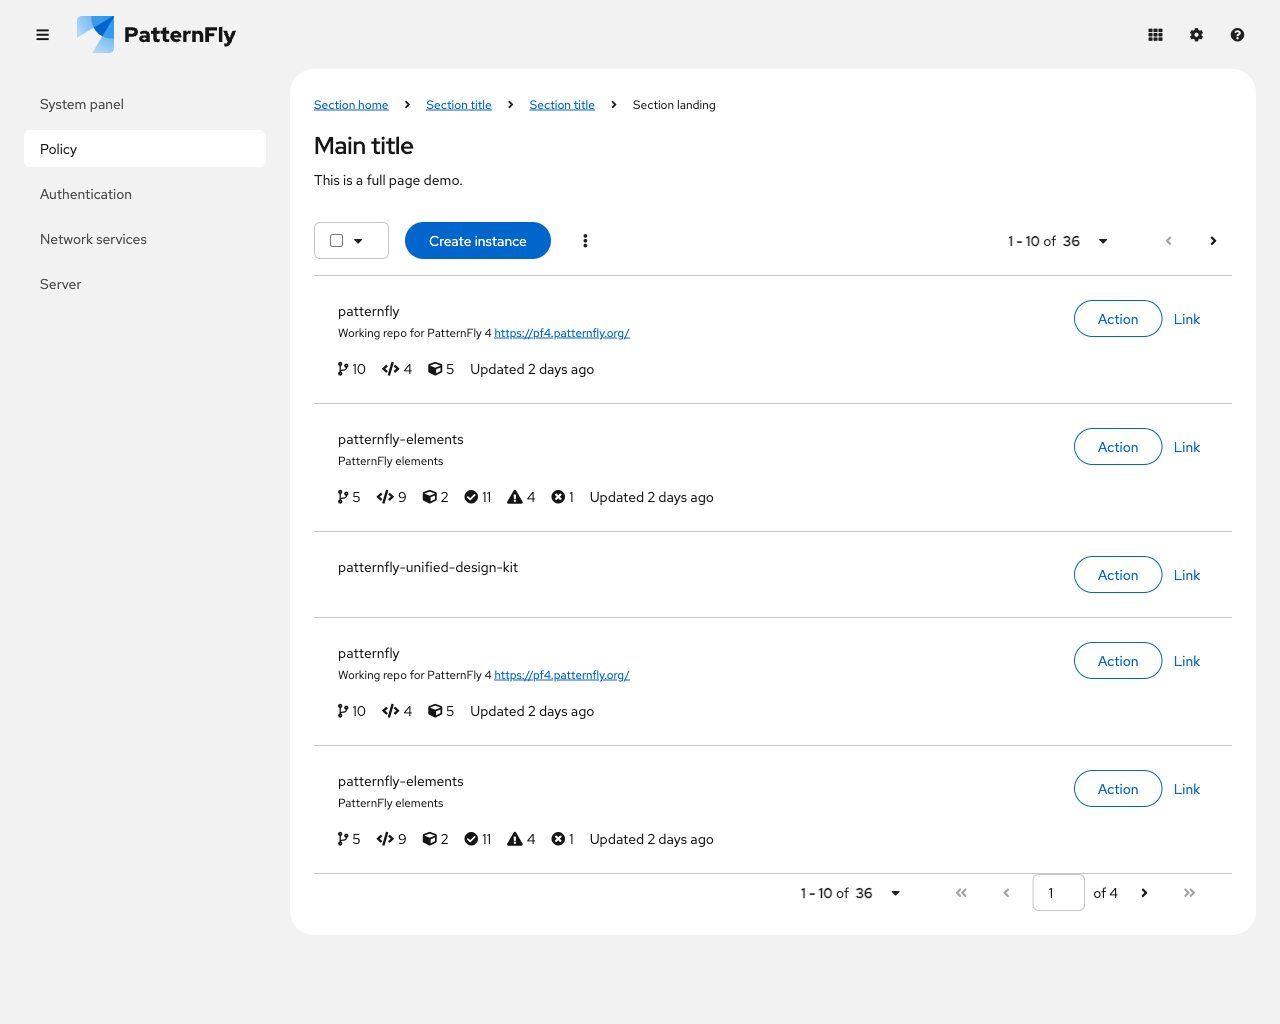 PatternFly
System panel
Policy
Authentication
Network services
Server
Section home Section title Section title Section landing
Main title
This is a full page demo.
Create instance 1 - 10 of 36
patternfly
Working repo for PatternFly 4 https://pf4.patternfly.org/
10 4 5 Updated 2 days ago
Action Link
patternfly-elements
PatternFly elements
5 9 2 11 4 1 Updated 2 days ago
Action Link
patternfly-unified-design-kit
Action Link
patternfly
Working repo for PatternFly 4 https://pf4.patternfly.org/
10 4 5 Updated 2 days ago
Action Link
patternfly-elements
PatternFly elements
5 9 2 11 4 1 Updated 2 days ago
Action Link
1 - 10 of 36 1 of 4